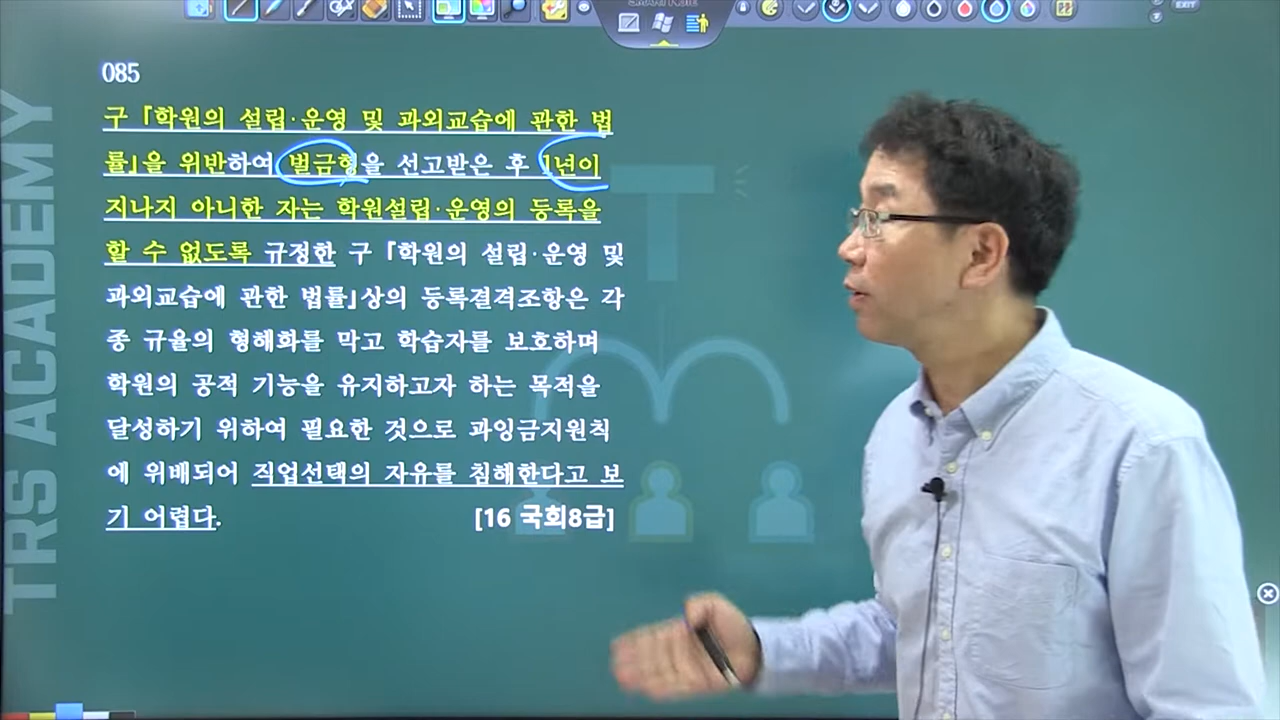 SMART NOTE
EXIT
TRS ACADEMY
085
구 「학원의 설립·운영 및 과외교습에 관한 법
률」을 위반하여 벌금형을 선고받은 후 1년이
지나지 아니한 자는 학원설립·운영의 등록을
할 수 없도록 규정한 구 「학원의 설립·운영 및
과외교습에 관한 법률」상의 등록결격조항은 각
종 규율의 형해화를 막고 학습자를 보호하며
학원의 공적 기능을 유지하고자 하는 목적을
달성하기 위하여 필요한 것으로 과잉금지원칙
에 위배되어 직업선택의 자유를 침해한다고 보
기 어렵다.
[16 국회8급]